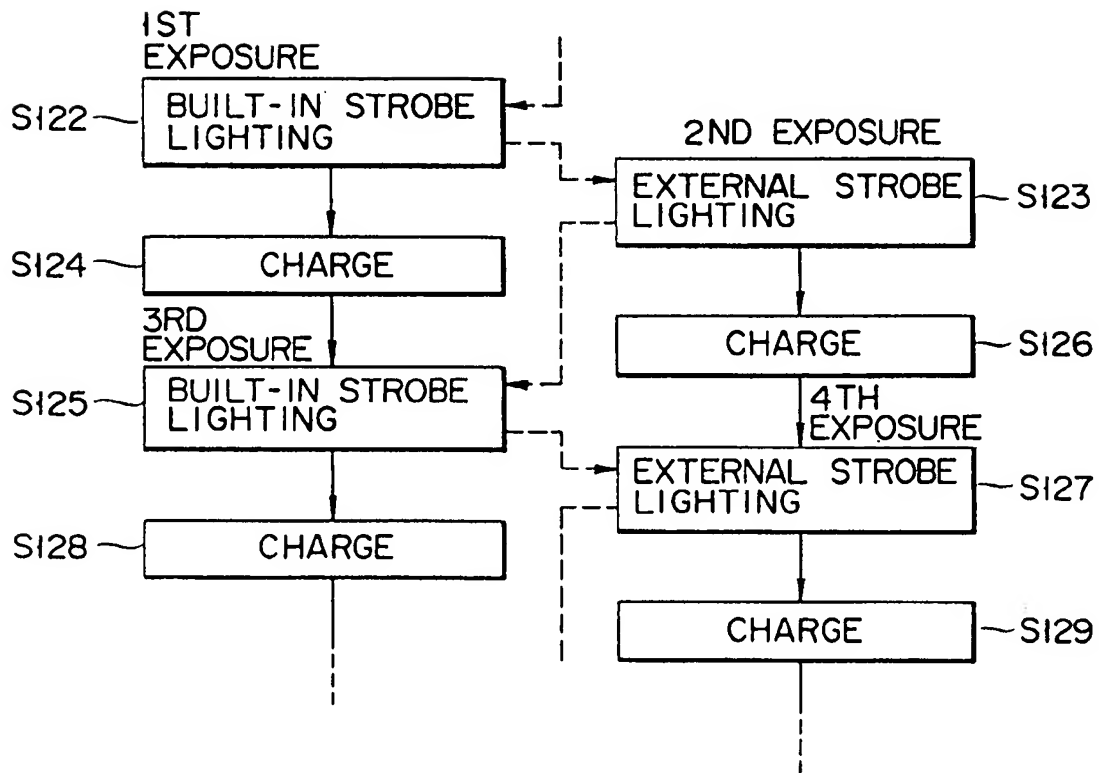 1ST
EXPOSURE
S122
BUILT-IN STROBE
LIGHTING
2ND EXPOSURE
EXTERNAL STROBE
LIGHTING
S123
S124
CHARGE
3RD
EXPOSURE
CHARGE
S126
S125
BUILT-IN STROBE
LIGHTING
4TH
EXPOSURE
EXTERNAL STROBE
LIGHTING
S127
S128
CHARGE
CHARGE
S129